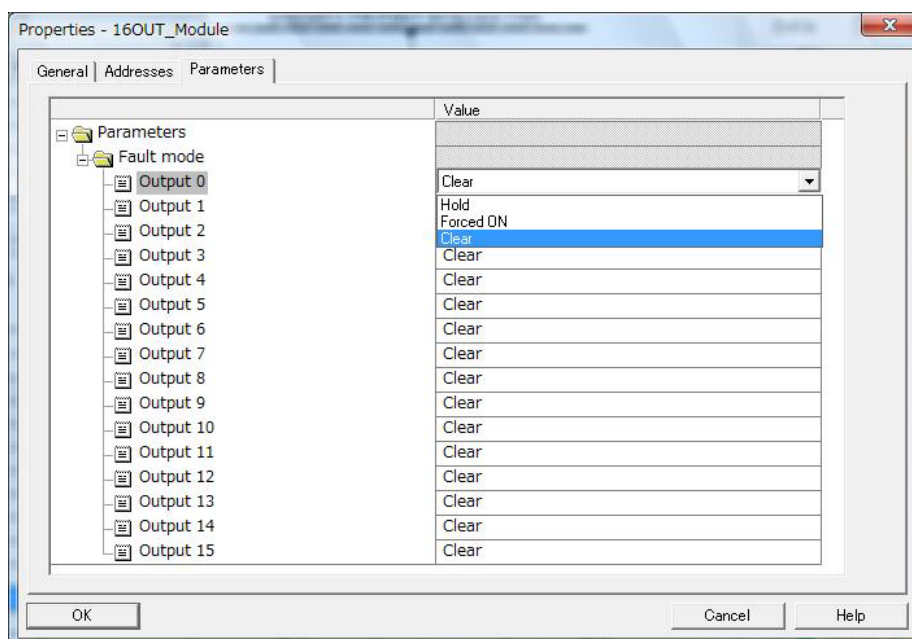 Properties - 16OUT_Module
General Addresses Parameters
Value
Parameters
Fault mode
Output 0 Clear
Hold
Forced ON
Clear
Output 1
Output 2
Output 3 Clear
Output 4 Clear
Output 5 Clear
Output 6 Clear
Output 7 Clear
Output 8 Clear
Output 9 Clear
Output 10 Clear
Output 11 Clear
Output 12 Clear
Output 13 Clear
Output 14 Clear
Output 15 Clear
OK Cancel Help